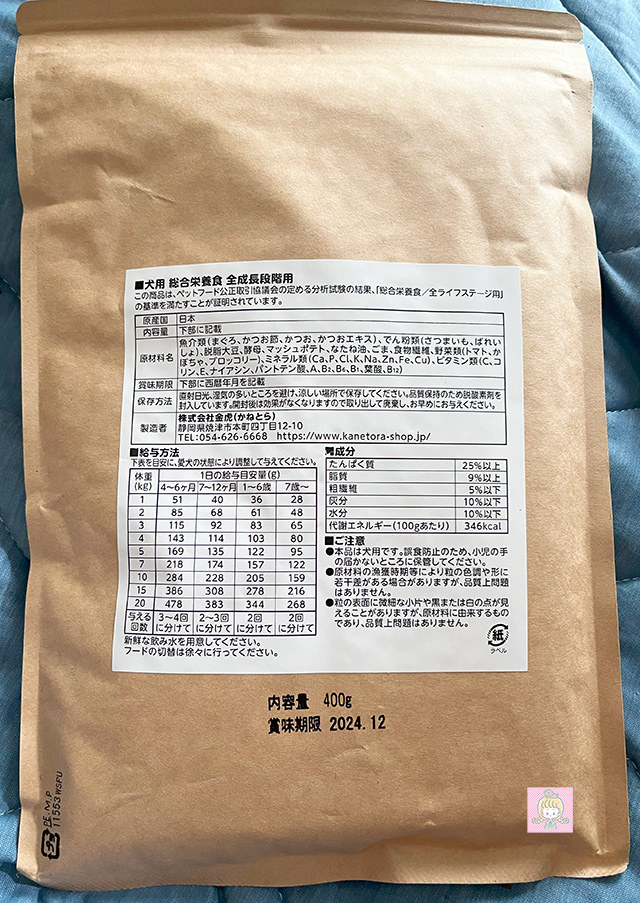 ■犬用 総合栄養食 全成長段階用
この商品は、ペットフード公正取引協議会の定める分析試験の結果、「総合栄養食/全ライフステージ用」
の基準を満たすことが証明されています。
原産国 日本
内容量 下部に記載
原材料名 魚介類(まぐろ、かつお節、かつお、かつおエキス)、でん粉類(さつまいも、ばれいしょ)、脱脂大豆、酵母、マッシュポテト、なたね油、ごま、食物繊維、野菜類(トマト、かぼちゃ、ブロッコリー)、ミネラル類(Ca,P,Cl,K,Na,Zn,Fe,Cu)、ビタミン類(C、コリン、E、ナイアシン、パントテン酸、A、B2、B6、B1、葉酸、B12)
賞味期限 下部に西暦年月を記載
保存方法 直射日光、湿気の多いところを避け、涼しい場所で保存してください。品質保持のため脱酸素剤を
封入しています。開封後は効果がなくなりますので取り出して廃棄し、お早めにお与えください。
製造者 株式会社金虎(かねとら)
静岡県焼津市本町四丁目12-10
TEL:054-626-6668 https://www.kanetora-shop.jp/
■給与方法
下表を目安に、愛犬の状態により調整して与えてください。
体重(kg) 1日の給与目安量(g)
4~6ヶ月 7~12ヶ月 1~6歳 7歳~
1 51 40 36 28
2 85 68 61 48
3 115 92 83 65
4 143 114 103 80
5 169 135 122 95
7 218 174 157 122
10 284 228 205 159
15 386 308 278 216
20 478 383 344 268
与える回数 3~4回に分けて 2~3回に分けて 2回に分けて 2回に分けて
新鮮な飲み水を用意してください。
フードの切替は徐々に行ってください。
成分
たんぱく質 25%以上
脂質 9%以上
粗繊維 5%以下
灰分 10%以下
水分 10%以下
代謝エネルギー(100gあたり) 346kcal
■ご注意
●本品は犬用です。誤食防止のため、小児の手
の届かないところに保管してください。
●原材料の漁獲時期等により粒の色調や形に
若干差がある場合がありますが、品質上問題
はありません。
●粒の表面に微細な小片や黒または白の点が見
えることがありますが、原材料に由来するもの
であり、品質上問題はありません。
紙
ラベル
内容量 400g
賞味期限 2024.12
PE,M,P
11553WSPU
プラ